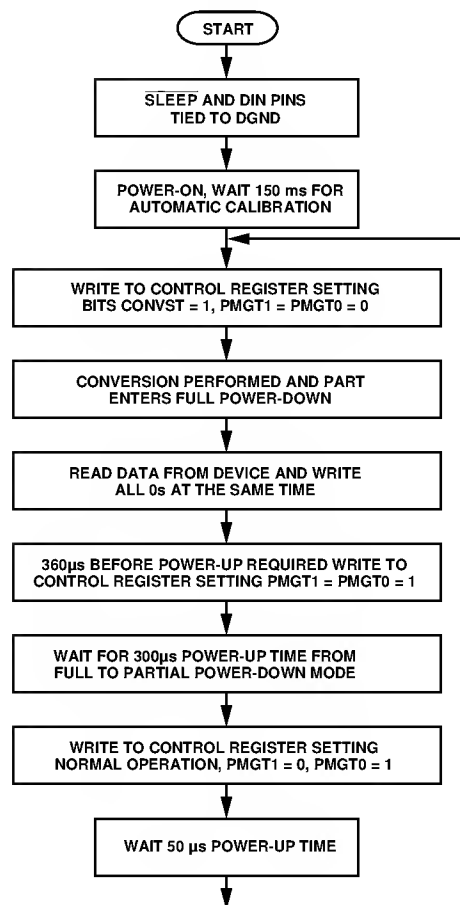 START
SLEEP AND DIN PINS
TIED TO DGND
POWER-ON, WAIT 150 ms FOR
AUTOMATIC CALIBRATION
WRITE TO CONTROL REGISTER SETTING
BITS CONVST = 1, PMGT1 = PMGT0 = 0
CONVERSION PERFORMED AND PART
ENTERS FULL POWER-DOWN
READ DATA FROM DEVICE AND WRITE
ALL 0s AT THE SAME TIME
360µs BEFORE POWER-UP REQUIRED WRITE TO
CONTROL REGISTER SETTING PMGT1 = PMGT0 = 1
WAIT FOR 300µs POWER-UP TIME FROM
FULL TO PARTIAL POWER-DOWN MODE
WRITE TO CONTROL REGISTER SETTING
NORMAL OPERATION, PMGT1 = 0, PMGT0 = 1
WAIT 50 µs POWER-UP TIME